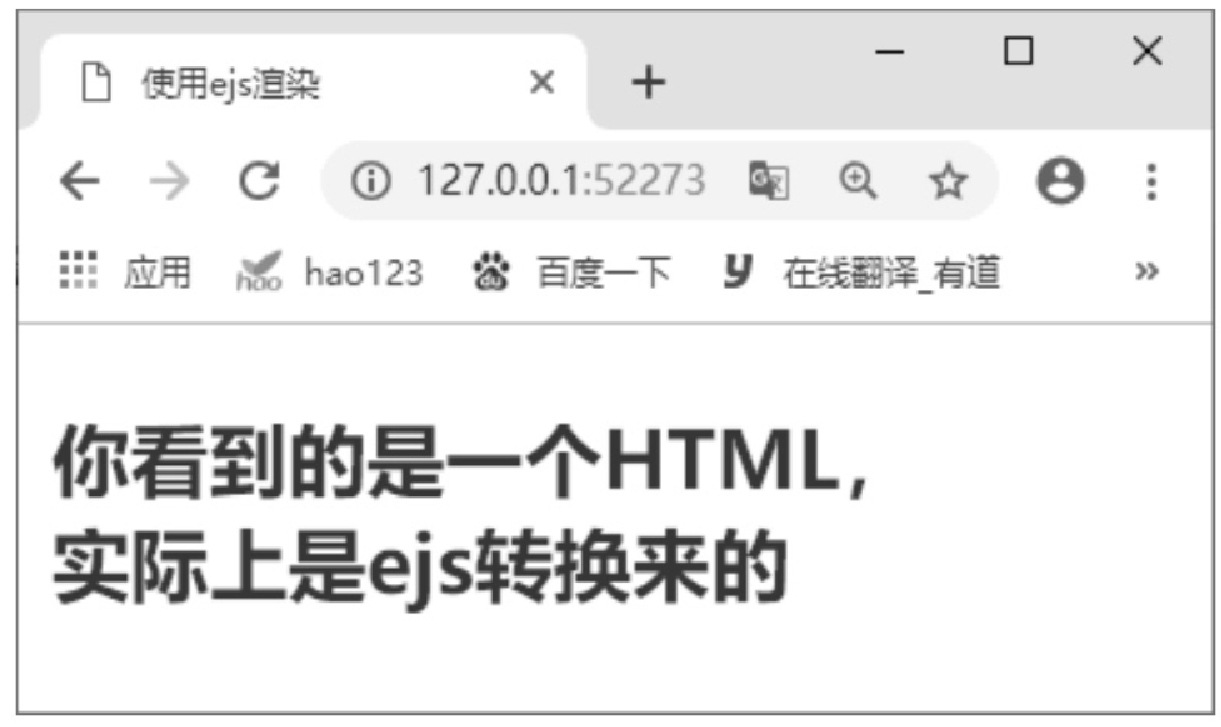 使用ejs渲染
127.0.0.1:52273
应用 hao hao123 百度一下 y 在线翻译_有道 »
你看到的是一个HTML，
实际上是ejs转换来的